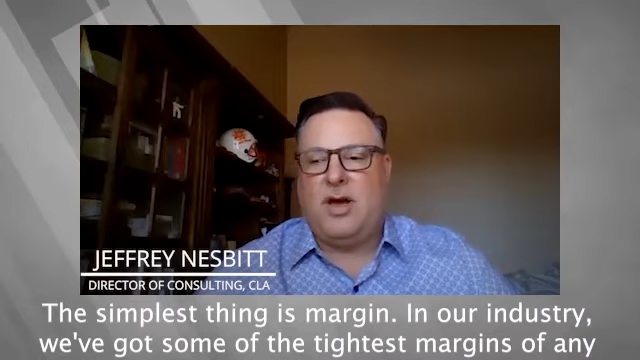 JEFFREY NESBITT
DIRECTOR OF CONSULTING, CLA
The simplest thing is margin. In our industry,
we've got some of the tightest margins of any